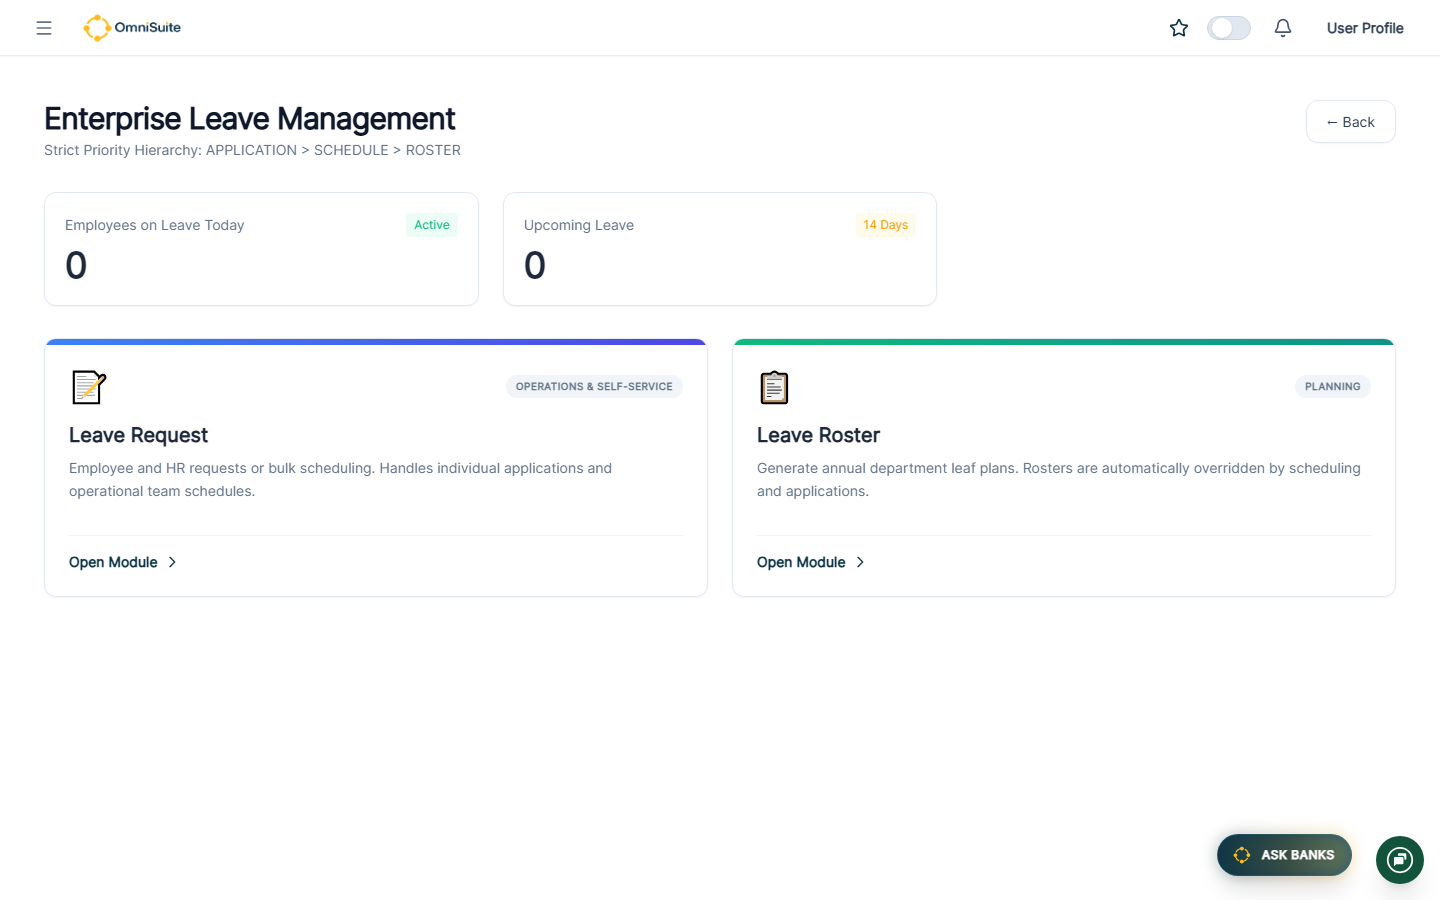 OmniSuite
User Profile
Enterprise Leave Management
Strict Priority Hierarchy: APPLICATION > SCHEDULE > ROSTER
← Back
Employees on Leave Today
Active
0
Upcoming Leave
14 Days
0
OPERATIONS & SELF-SERVICE
Leave Request
Employee and HR requests or bulk scheduling. Handles individual applications and
operational team schedules.
Open Module
PLANNING
Leave Roster
Generate annual department leaf plans. Rosters are automatically overridden by scheduling
and applications.
Open Module
ASK BANKS